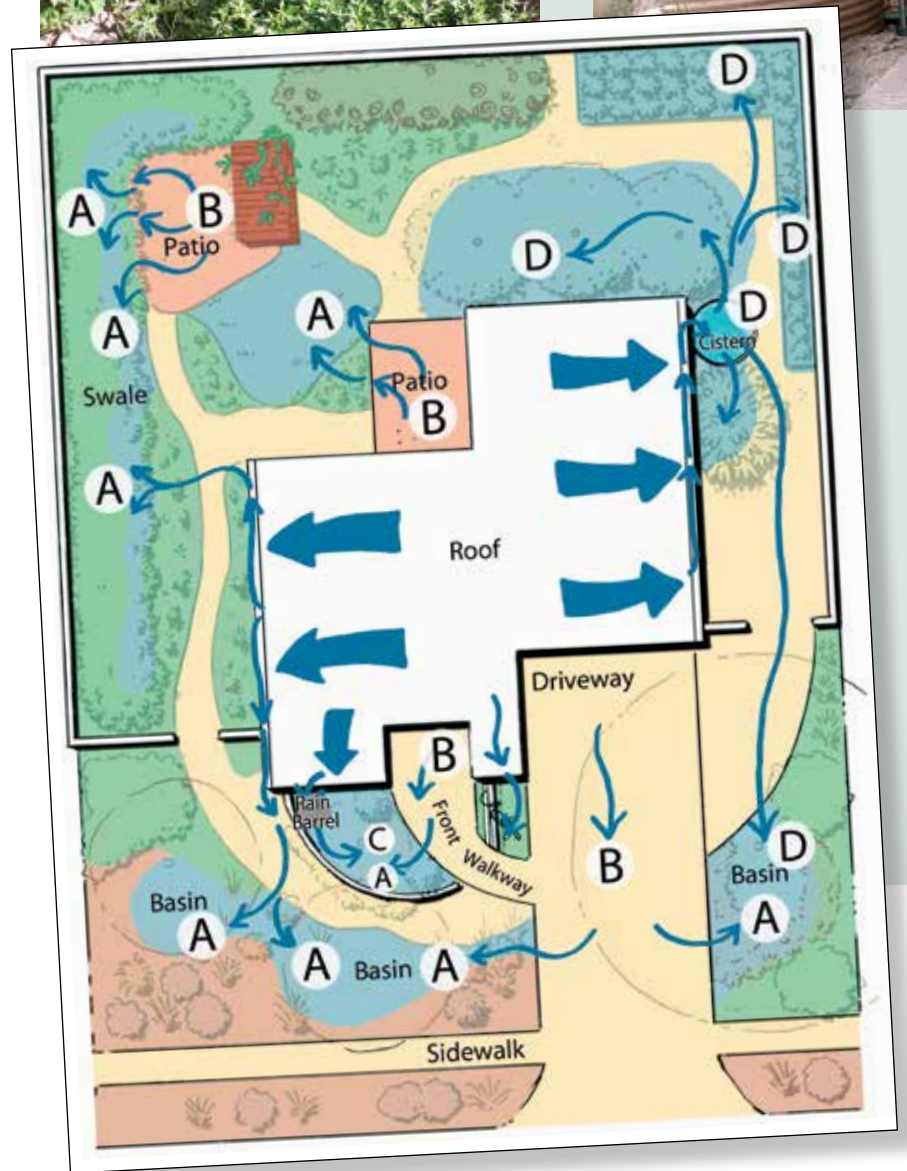 D
A
B
Patio
D
D
A
A
D
Cistern
Patio
B
Swale
A
Roof
Driveway
B
Rain
Barrel
Front
Walkway
C
A
B
D
Basin
A
Basin
A
A
Basin
A
Sidewalk